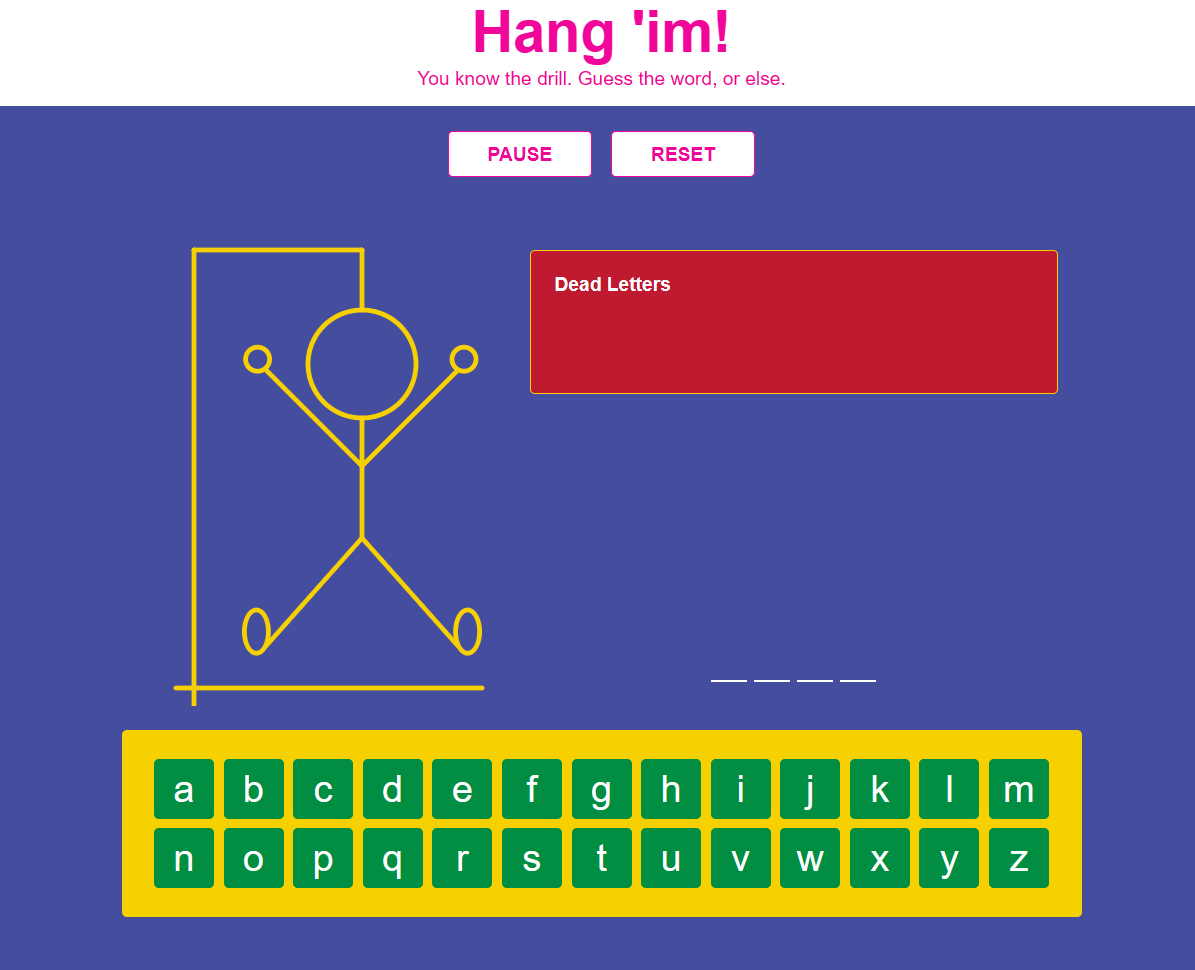 Hang 'im!
You know the drill. Guess the word, or else.
PAUSE RESET
Dead Letters
a b c d e f g h i j k l m
n o p q r s t u v w x y z